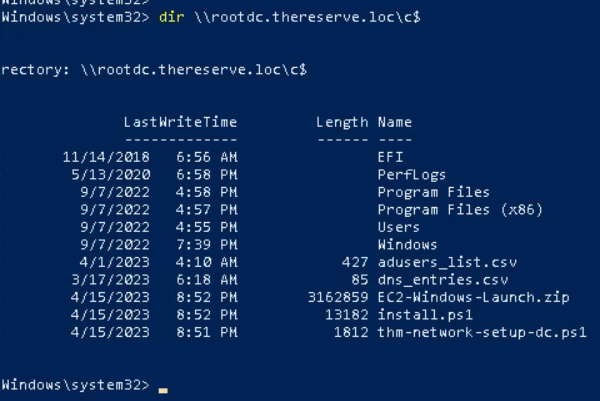 Windows\system32>
Windows\system32> dir \\rootdc.thereserve.loc\c$
rectory: \\rootdc.thereserve.loc\c$
LastWriteTime Length Name
------------- ------ ----
11/14/2018 6:56 AM EFI
5/13/2020 6:58 PM PerfLogs
9/7/2022 4:58 PM Program Files
9/7/2022 4:57 PM Program Files (x86)
9/7/2022 4:55 PM Users
9/7/2022 7:39 PM Windows
4/1/2023 4:10 AM 427 adusers_list.csv
3/17/2023 6:18 AM 85 dns_entries.csv
4/15/2023 8:52 PM 3162859 EC2-Windows-Launch.zip
4/15/2023 8:52 PM 13182 install.ps1
4/15/2023 8:51 PM 1812 thm-network-setup-dc.ps1
Windows\system32>